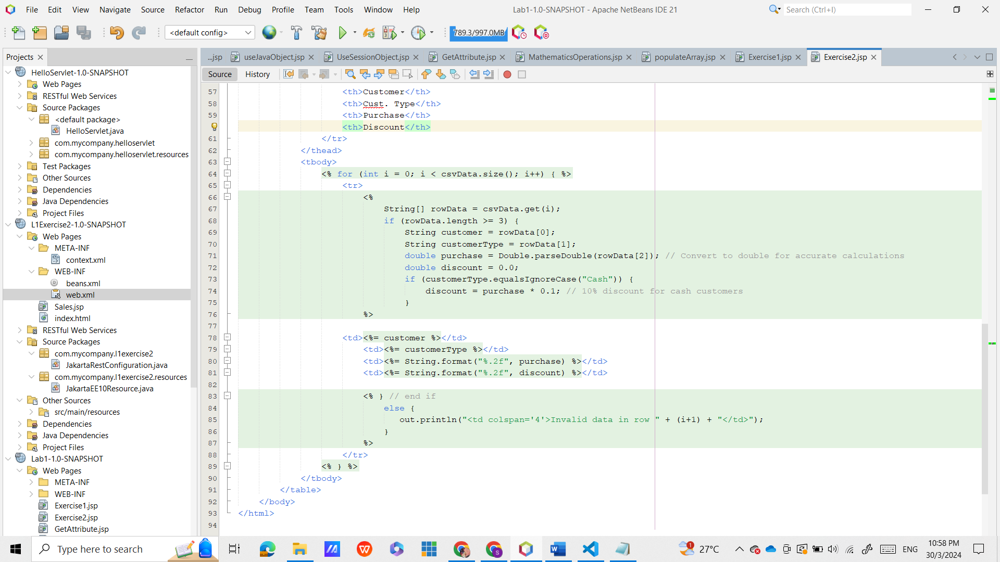 File Edit View Navigate Source Refactor Run Debug Profile Team Tools Window Help
Lab1-1.0-SNAPSHOT - Apache NetBeans IDE 21
Search (Ctrl+I)
<default config>
789.3/997.0MB
Projects
...jsp useJavaObject.jsp UseSessionObject.jsp GetAttribute.jsp MathematicsOperations.jsp populateArray.jsp Exercise1.jsp Exercise2.jsp
Source History
HelloServlet-1.0-SNAPSHOT
Web Pages
RESTful Web Services
Source Packages
<default package>
HelloServlet.java
com.mycompany.helloservlet
com.mycompany.helloservlet.resources
Test Packages
Other Sources
Dependencies
Java Dependencies
Project Files
L1Exercise2-1.0-SNAPSHOT
Web Pages
META-INF
context.xml
WEB-INF
beans.xml
web.xml
Sales.jsp
index.html
RESTful Web Services
Source Packages
com.mycompany.l1exercise2
JakartaRestConfiguration.java
com.mycompany.l1exercise2.resources
JakartaEE10Resource.java
Other Sources
src/main/resources
Dependencies
Java Dependencies
Project Files
Lab1-1.0-SNAPSHOT
Web Pages
META-INF
WEB-INF
Exercise1.jsp
Exercise2.jsp
GetAttribute.jsp
57 <th>Customer</th>
58 <th>Cust. Type</th>
59 <th>Purchase</th>
<th>Discount</th>
61 </tr>
62 </thead>
63 <tbody>
64 <% for (int i = 0; i < csvData.size(); i++) { %>
65 <tr>
66 <%
67 String[] rowData = csvData.get(i);
68 if (rowData.length >= 3) {
69 String customer = rowData[0];
70 String customerType = rowData[1];
71 double purchase = Double.parseDouble(rowData[2]); // Convert to double for accurate calculations
72 double discount = 0.0;
73 if (customerType.equalsIgnoreCase("Cash")) {
74 discount = purchase * 0.1; // 10% discount for cash customers
75 }
76 %>
77
78 <td><%= customer %></td>
79 <td><%= customerType %></td>
80 <td><%= String.format("%.2f", purchase) %></td>
81 <td><%= String.format("%.2f", discount) %></td>
82
83 <% } // end if
84 else {
85 out.println("<td colspan='4'>Invalid data in row " + (i+1) + "</td>");
86 }
87 %>
88 </tr>
89 <% } %>
90 </tbody>
91 </table>
92 </body>
93 </html>
94
Type here to search
27°C
ENG
10:58 PM
30/3/2024